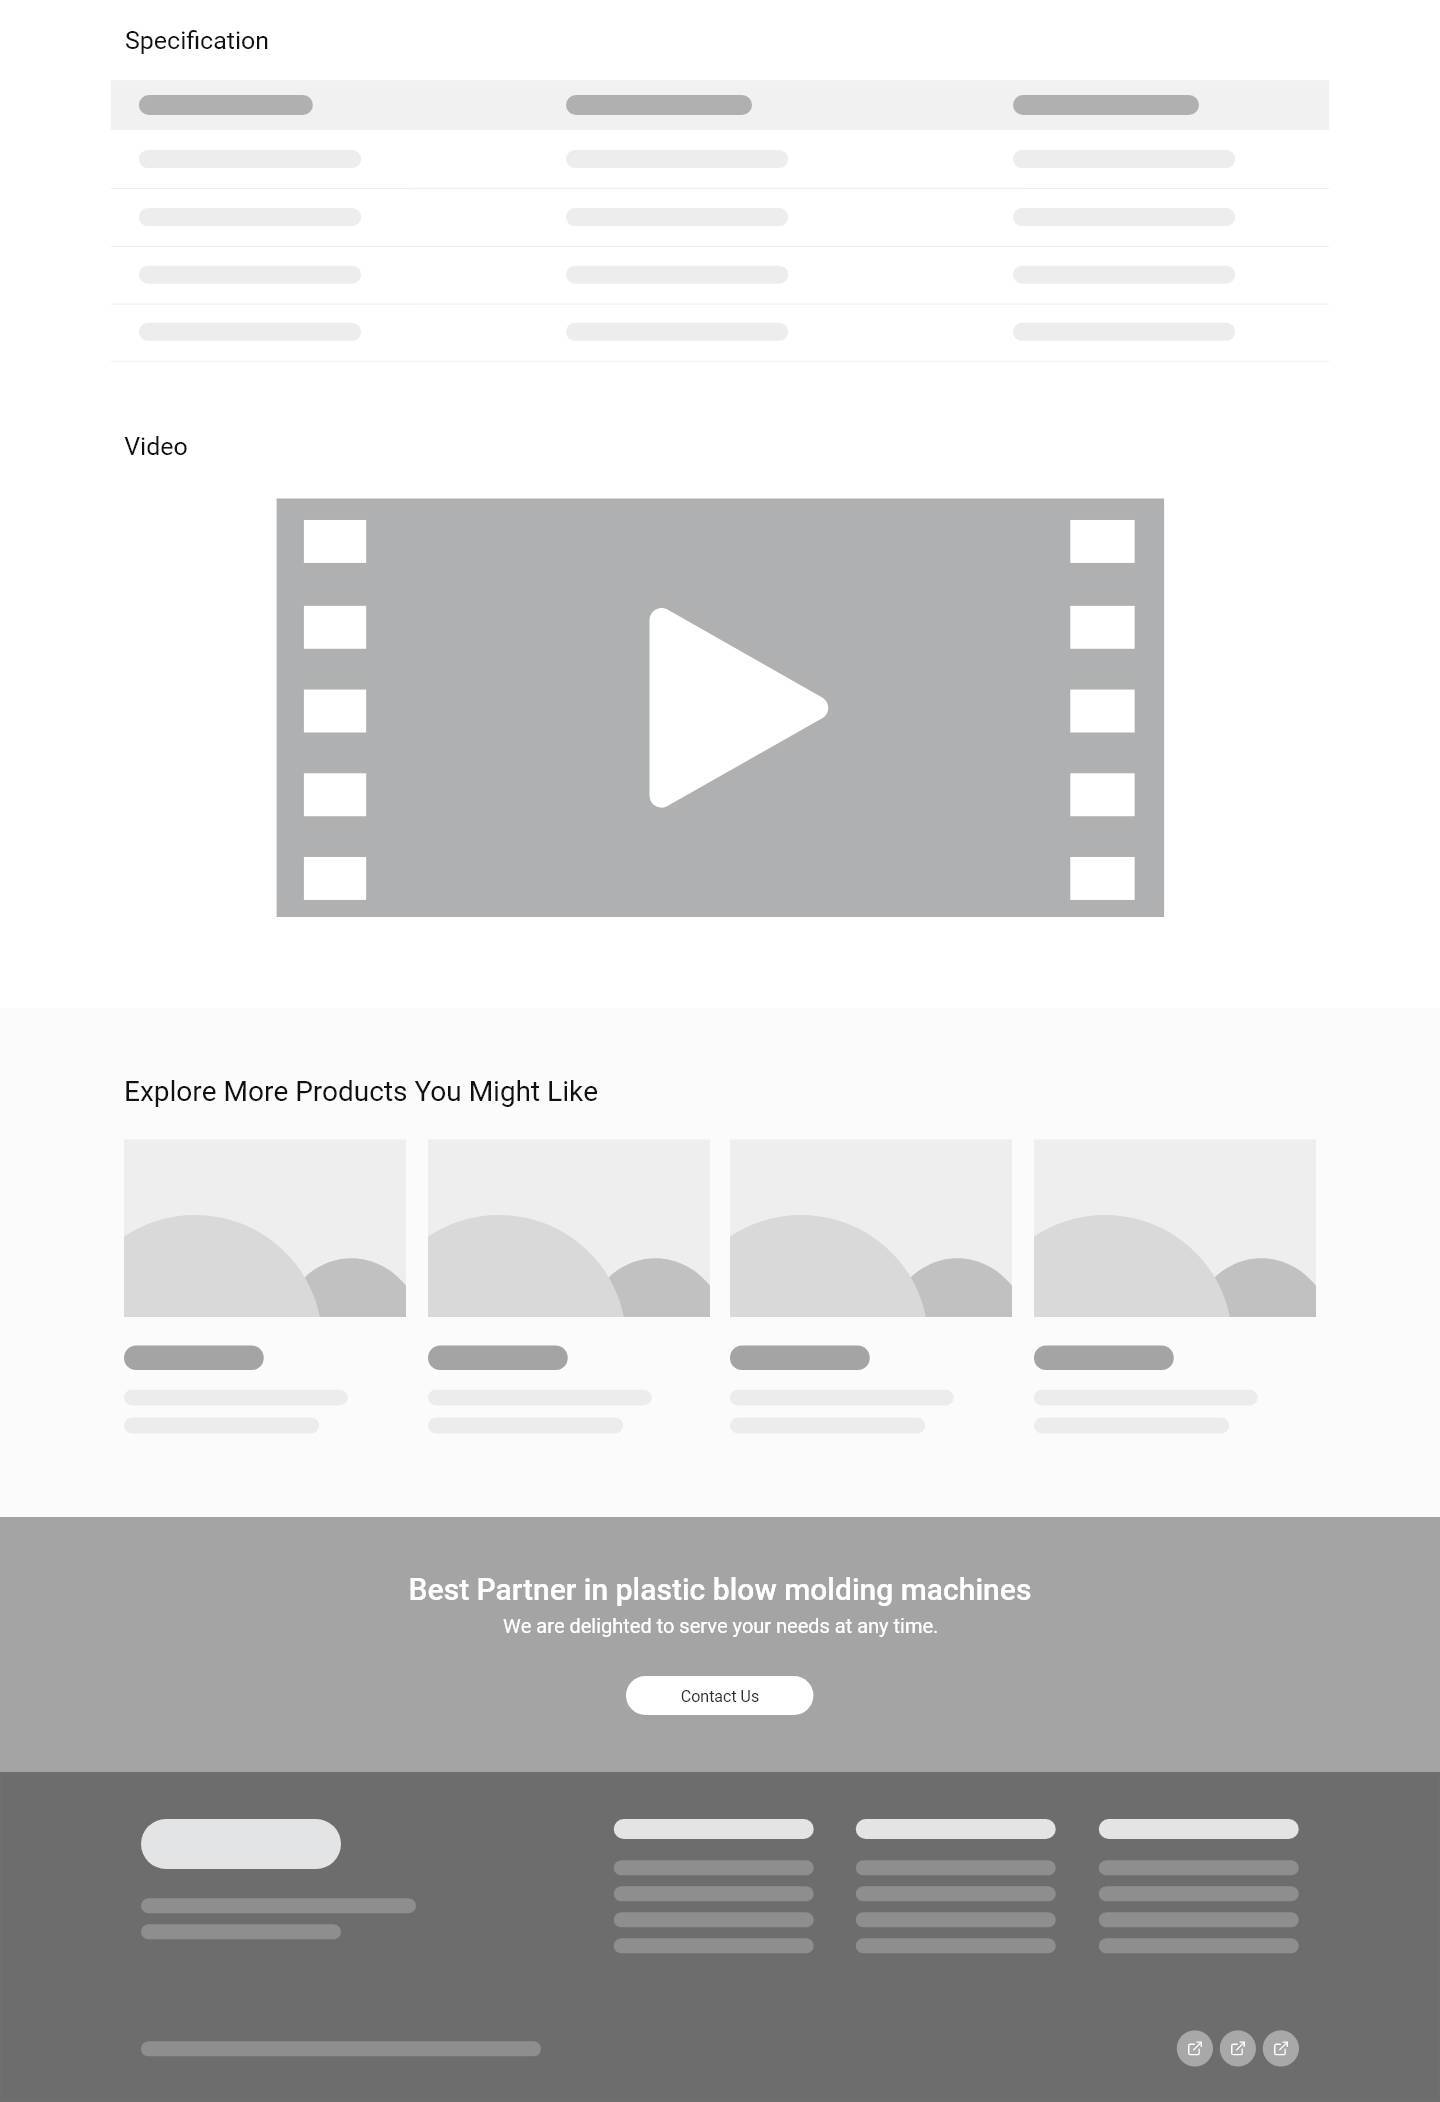 Specification
Video
Explore More Products You Might Like
Best Partner in plastic blow molding machines
We are delighted to serve your needs at any time.
Contact Us